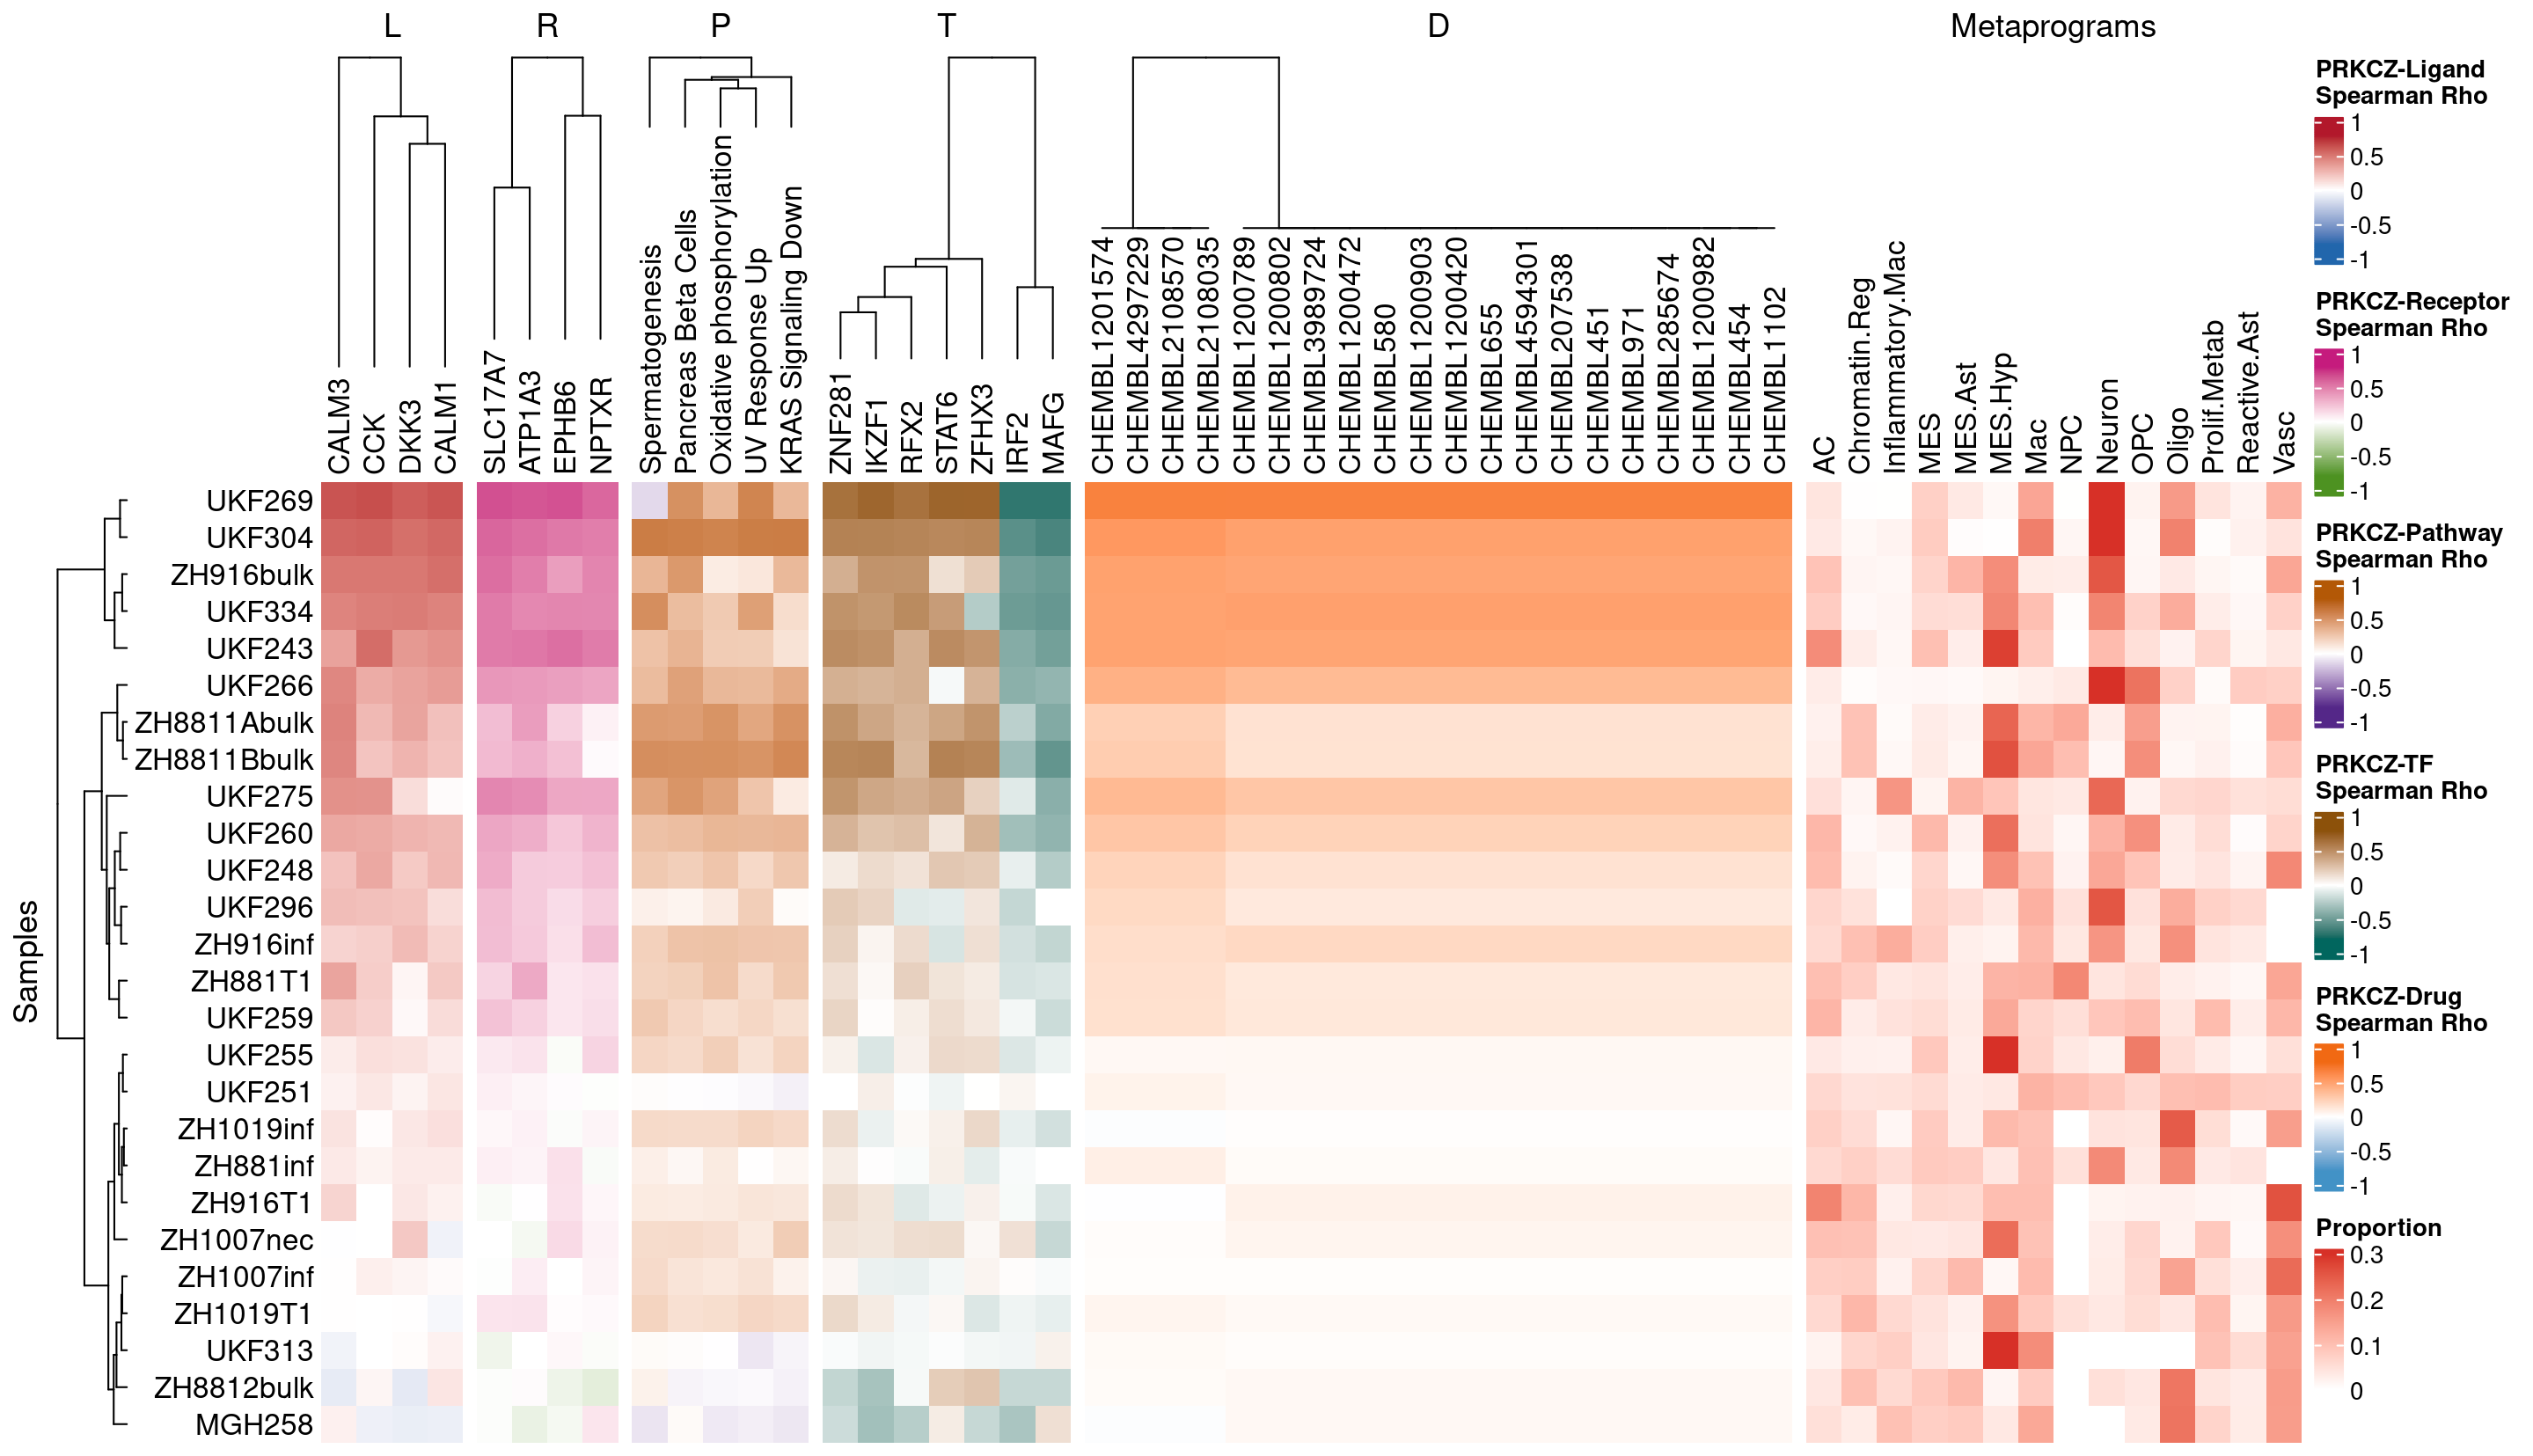 L
R
P
T
D
Metaprograms
CALM3
CCK
DKK3
CALM1
SLC17A7
ATP1A3
EPHB6
NPTXR
Spermatogenesis
Pancreas Beta Cells
Oxidative phosphorylation
UV Response Up
KRAS Signaling Down
ZNF281
IKZF1
RFX2
STAT6
ZFHX3
IRF2
MAFG
CHEMBL1201574
CHEMBL4297229
CHEMBL2108570
CHEMBL2108035
CHEMBL1200789
CHEMBL1200802
CHEMBL3989724
CHEMBL1200472
CHEMBL580
CHEMBL1200903
CHEMBL1200420
CHEMBL655
CHEMBL4594301
CHEMBL2075538
CHEMBL451
CHEMBL971
CHEMBL285674
CHEMBL1200982
CHEMBL454
CHEMBL1102
AC
Chromatin.Reg
Inflammatory.Mac
MES
MES.Ast
MES.Hyp
Mac
NPC
Neuron
OPC
Oligo
Prolif.Metab
Reactive.Ast
Vasc
Samples
UKF269
UKF304
ZH916bulk
UKF334
UKF243
UKF266
ZH8811Abulk
ZH8811Bbulk
UKF275
UKF260
UKF248
UKF296
ZH916inf
ZH881T1
UKF259
UKF255
UKF251
ZH1019inf
ZH881inf
ZH916T1
ZH1007nec
ZH1007inf
ZH1019T1
UKF313
ZH8812bulk
MGH258
PRKCZ-Ligand
Spearman Rho
1
0.5
0
-0.5
-1
PRKCZ-Receptor
Spearman Rho
1
0.5
0
-0.5
-1
PRKCZ-Pathway
Spearman Rho
1
0.5
0
-0.5
-1
PRKCZ-TF
Spearman Rho
1
0.5
0
-0.5
-1
PRKCZ-Drug
Spearman Rho
1
0.5
0
-0.5
-1
Proportion
0.3
0.2
0.1
0